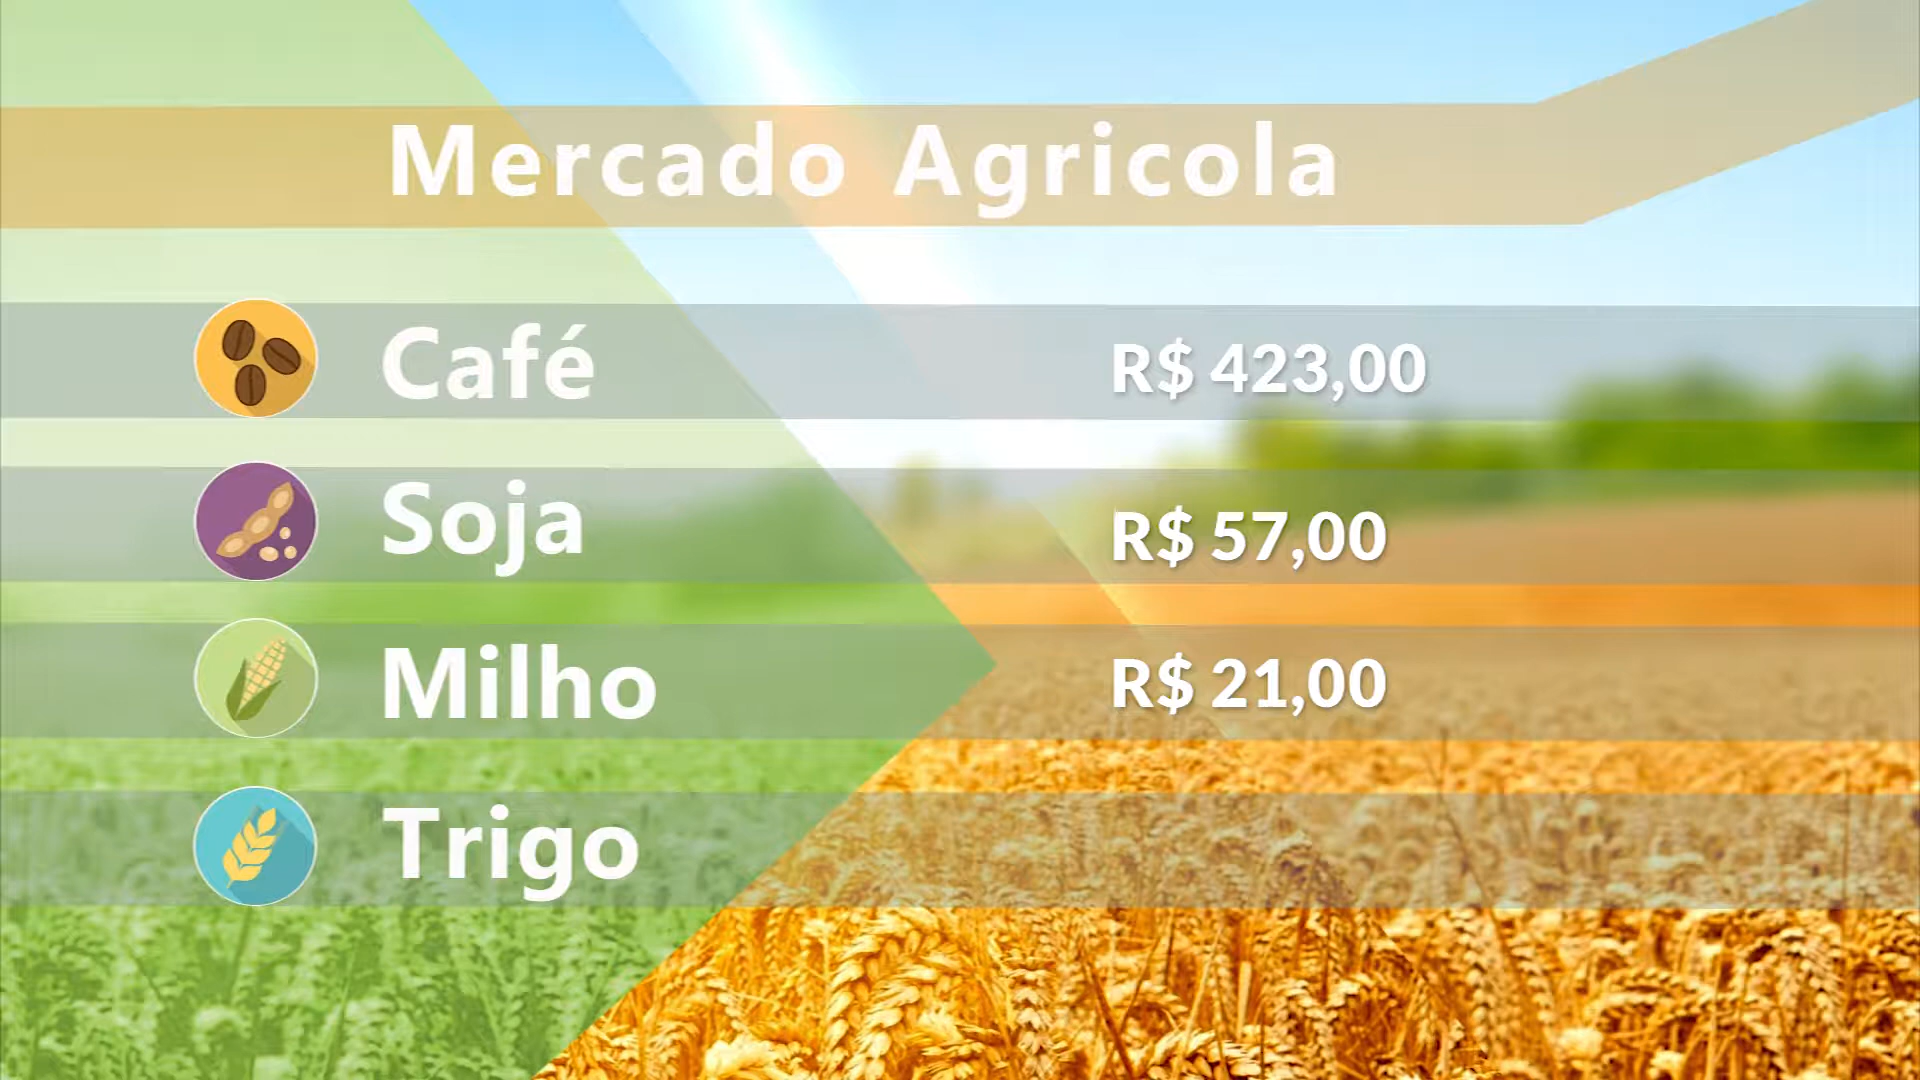 Mercado Agricola
Café R$ 423,00
Soja R$ 57,00
Milho R$ 21,00
Trigo